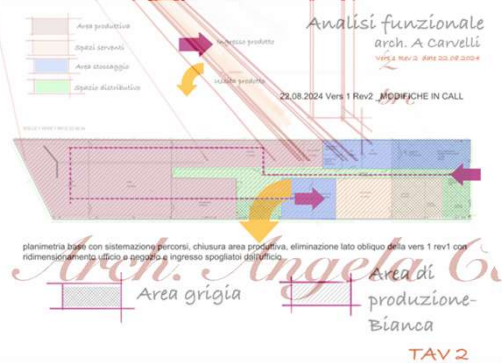 Analisi funzionale
arch. A Carvelli
Vers 1 Rev 2 date 22.08.2024
Area produttiva
Spazi serventi
Area stoccaggio
Spazio distributivo
Ingresso prodotto
Uscita prodotto
22.08.2024 Vers 1 Rev2 _MODIFICHE IN CALL
planimetria base con sistemazione percorsi, chiusura area produttiva, eliminazione lato obliquo della vers 1 rev1 con
ridimensionamento ufficio e negozio e ingresso spogliatoi dall'ufficio
Arch. Angela C
Area grigia
Area di
produzione-
Bianca
TAV 2